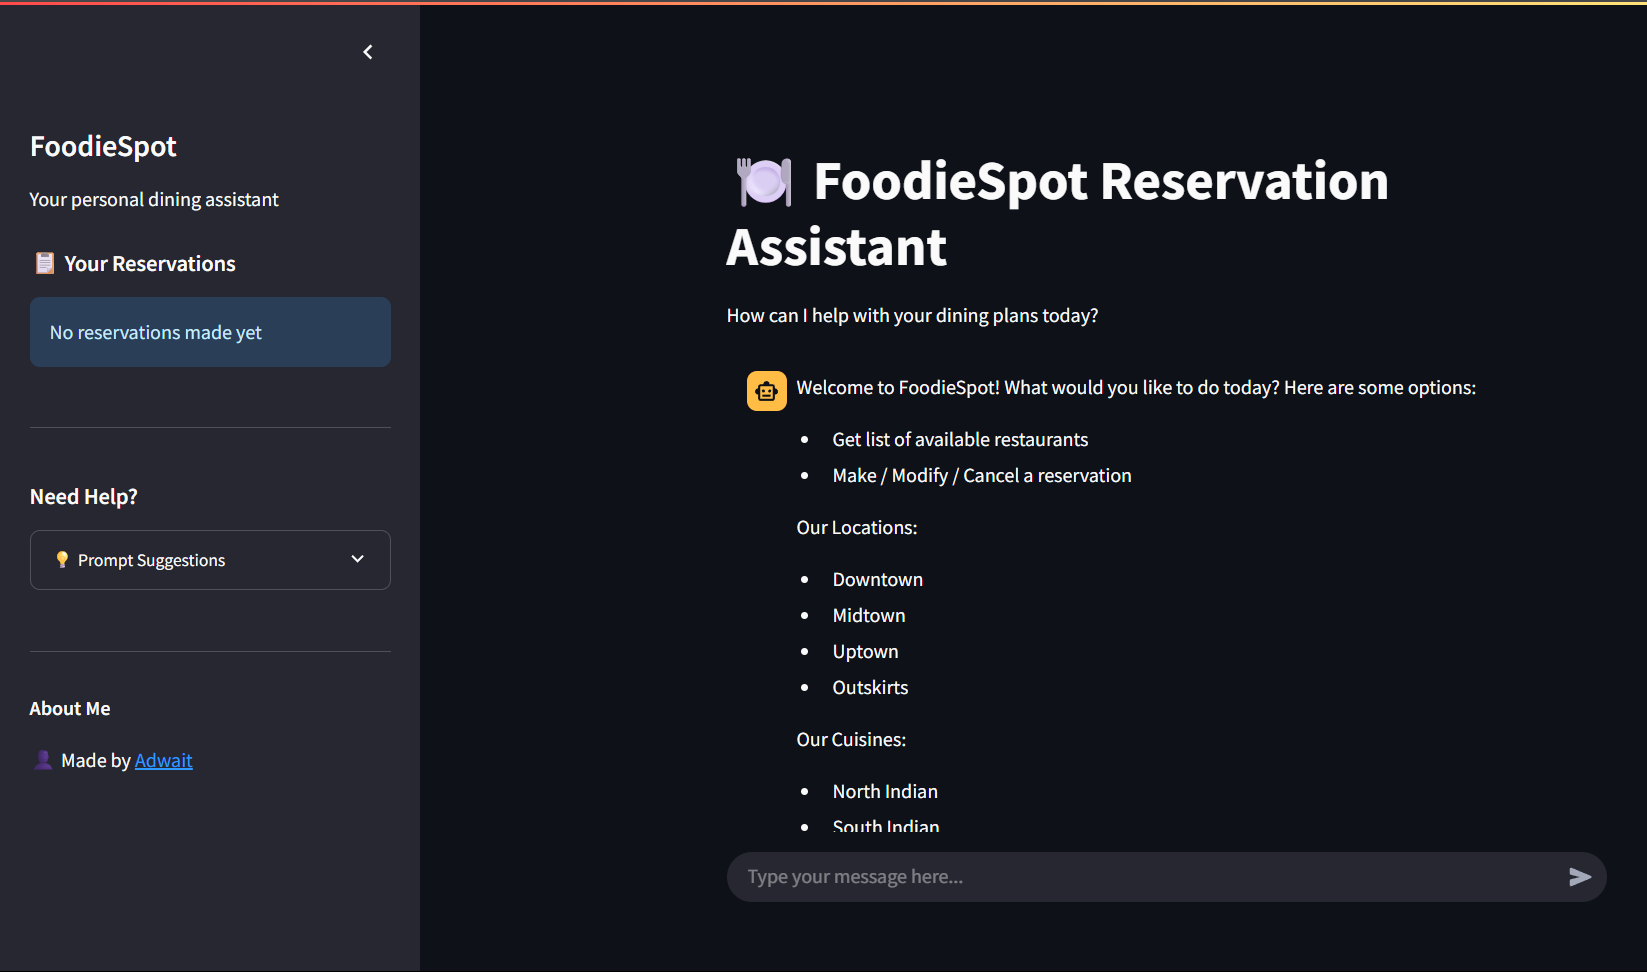 FoodieSpot
Your personal dining assistant
📋 Your Reservations
No reservations made yet
Need Help?
💡 Prompt Suggestions
About Me
👤 Made by Adwait
🍽️ FoodieSpot Reservation
Assistant
How can I help with your dining plans today?
Welcome to FoodieSpot! What would you like to do today? Here are some options:
• Get list of available restaurants
• Make / Modify / Cancel a reservation
Our Locations:
• Downtown
• Midtown
• Uptown
• Outskirts
Our Cuisines:
• North Indian
• South Indian
Type your message here...